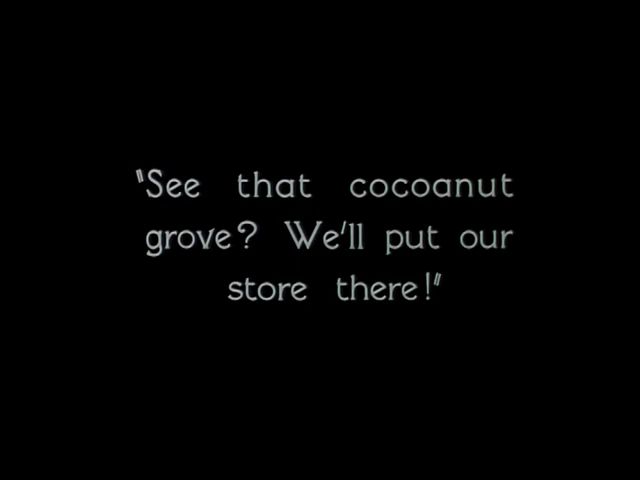 "See that cocoanut
grove? We'll put our
store there!"